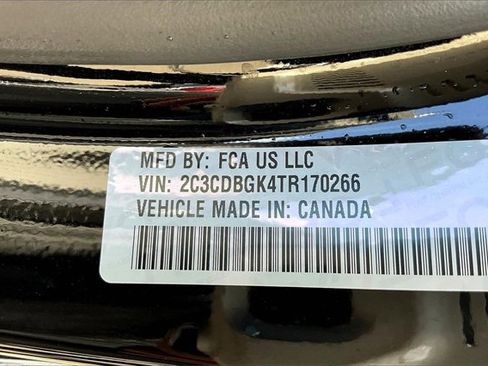 MFD BY: FCA US LLC
VIN: 2C3CDBGK4TR170266
VEHICLE MADE IN: CANADA